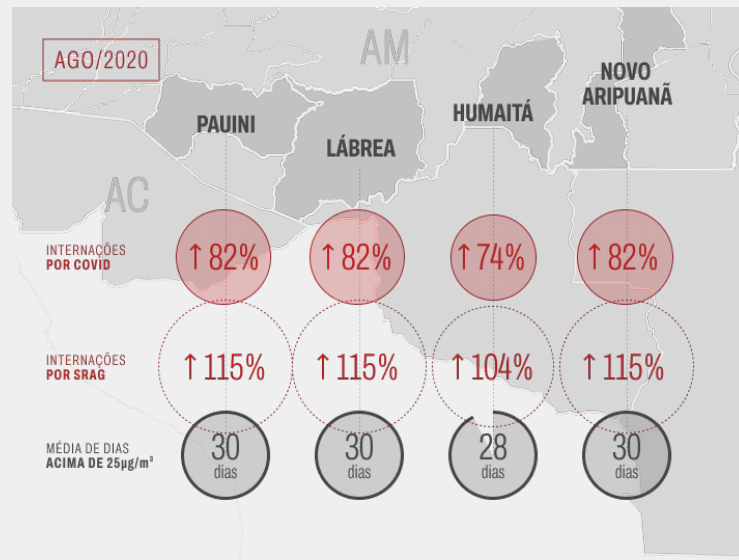 AGO/2020
AM
NOVO
ARIPUANÃ
HUMAITÁ
PAUINI
LÁBREA
AC
INTERNAÇÕES
POR COVID
↑ 82%
↑ 82%
↑ 74%
↑ 82%
INTERNAÇÕES
POR SRAG
↑ 115%
↑ 115%
↑ 104%
↑ 115%
MÉDIA DE DIAS
ACIMA DE 25µg/m³
30
dias
30
dias
28
dias
30
dias